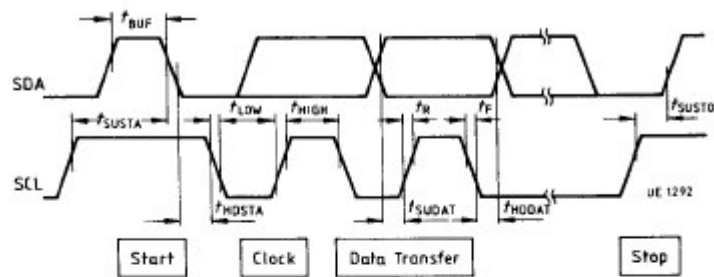 tBUF
SDA
tLOW
tHIGH
tR
tF
tSUSTA
tSUSTO
SCL
tHDSTA
tSUDAT
tHDDAT
UE 1292
Start
Clock
Data Transfer
Stop